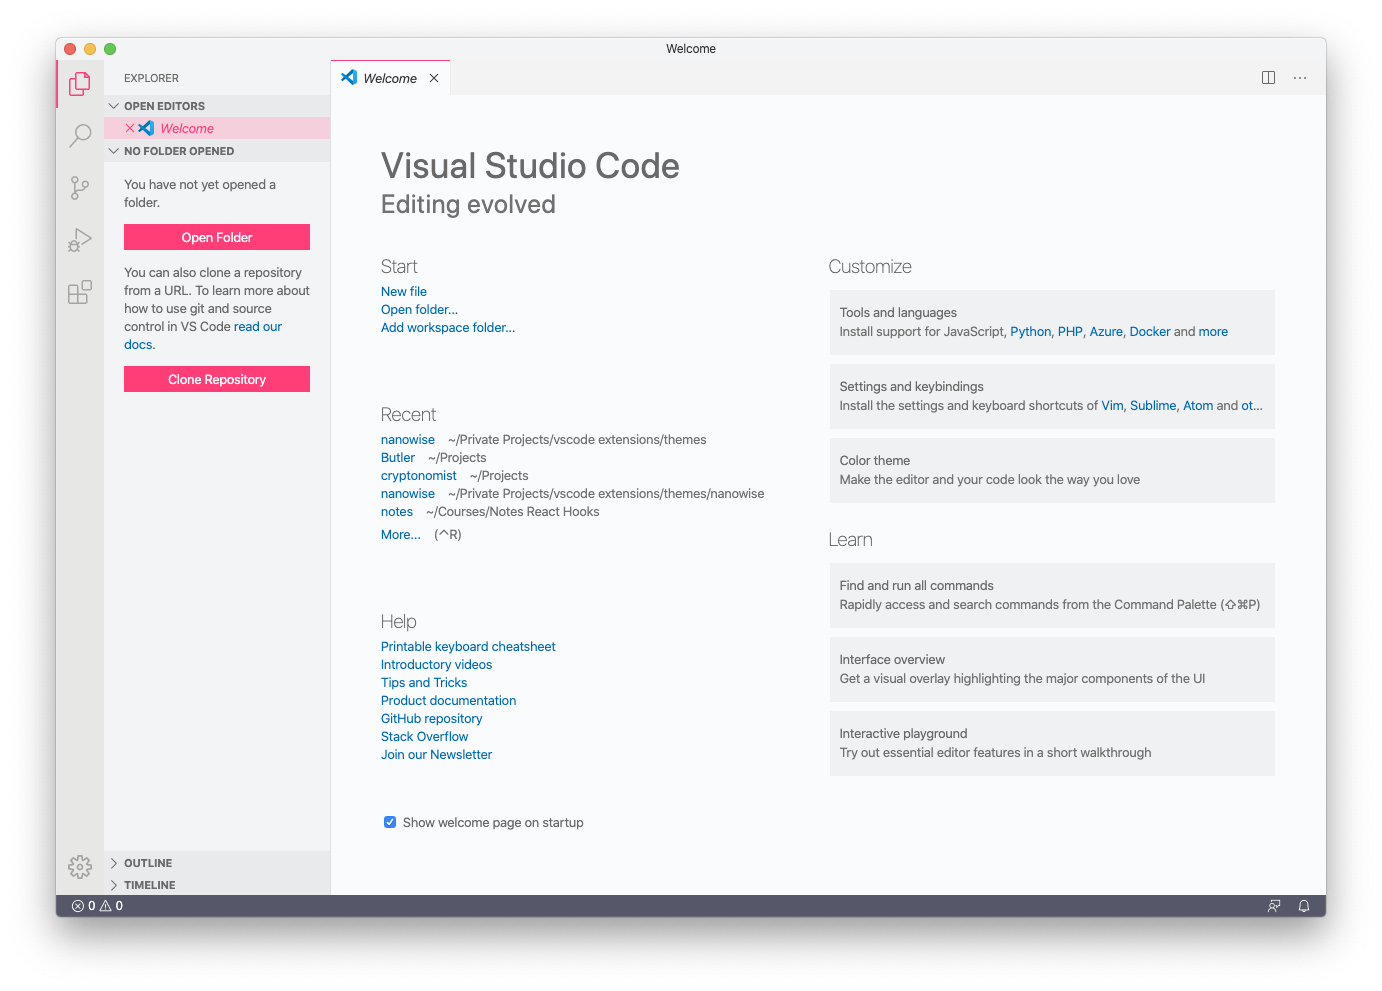 Welcome
EXPLORER
OPEN EDITORS
Welcome
NO FOLDER OPENED
You have not yet opened a
folder.
Open Folder
You can also clone a repository
from a URL. To learn more about
how to use git and source
control in VS Code read our
docs.
Clone Repository
OUTLINE
TIMELINE
Welcome
Visual Studio Code
Editing evolved
Start
New file
Open folder...
Add workspace folder...
Recent
nanowise ~/Private Projects/vscode extensions/themes
Butler ~/Projects
cryptonomist ~/Projects
nanowise ~/Private Projects/vscode extensions/themes/nanowise
notes ~/Courses/Notes React Hooks
More... (^R)
Help
Printable keyboard cheatsheet
Introductory videos
Tips and Tricks
Product documentation
GitHub repository
Stack Overflow
Join our Newsletter
Show welcome page on startup
Customize
Tools and languages
Install support for JavaScript, Python, PHP, Azure, Docker and more
Settings and keybindings
Install the settings and keyboard shortcuts of Vim, Sublime, Atom and ot...
Color theme
Make the editor and your code look the way you love
Learn
Find and run all commands
Rapidly access and search commands from the Command Palette (⇧⌘P)
Interface overview
Get a visual overlay highlighting the major components of the UI
Interactive playground
Try out essential editor features in a short walkthrough
0 0